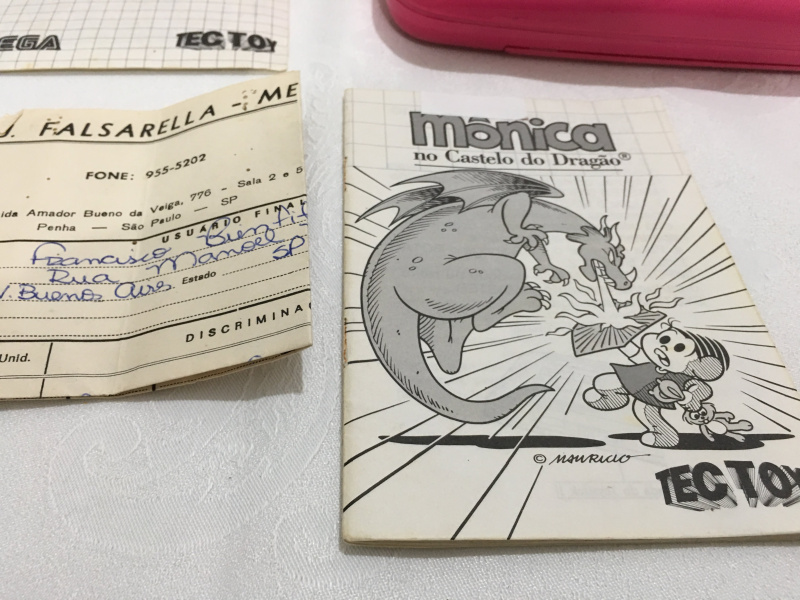 SEGA
TEC TOY
J. FALSARELLA - ME
FONE: 955-5202
ida Amador Bueno da Veiga, 776 - Sala 2 e 5
Penha — São Paulo — SP
USUÁRIO FINAL
Francisco
Rua Manoel
SP
V. Buenos Aires Estado
DISCRIMINA
Unid.
Mônica
no Castelo do Dragão®
© MAURICIO
TEC TOY